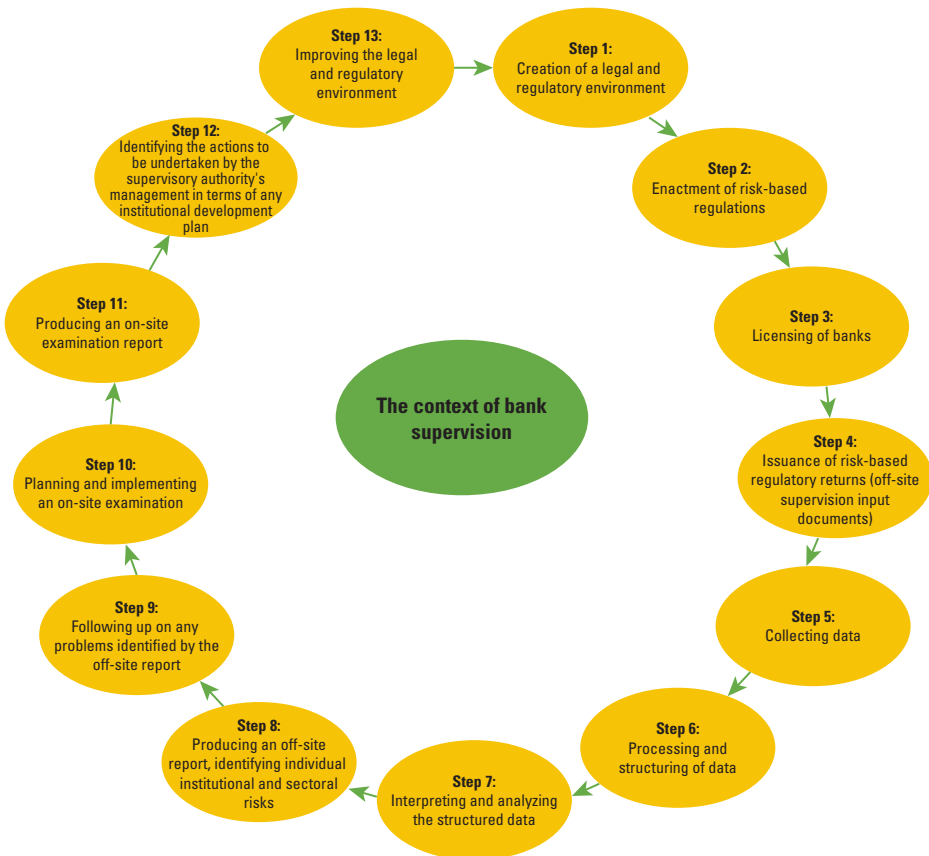 Step 1:
Creation of a legal and
regulatory environment
Step 2:
Enactment of risk-based
regulations
Step 3:
Licensing of banks
Step 4:
Issuance of risk-based
regulatory returns (off-site
supervision input
documents)
Step 5:
Collecting data
Step 6:
Processing and
structuring of data
Step 7:
Interpreting and analyzing
the structured data
Step 8:
Producing an off-site
report, identifying individual
institutional and sectoral
risks
Step 9:
Following up on any
problems identified by the
off-site report
Step 10:
Planning and implementing
an on-site examination
Step 11:
Producing an on-site
examination report
Step 12:
Identifying the actions to
be undertaken by the
supervisory authority's
management in terms of any
institutional development
plan
Step 13:
Improving the legal
and regulatory
environment
The context of bank
supervision